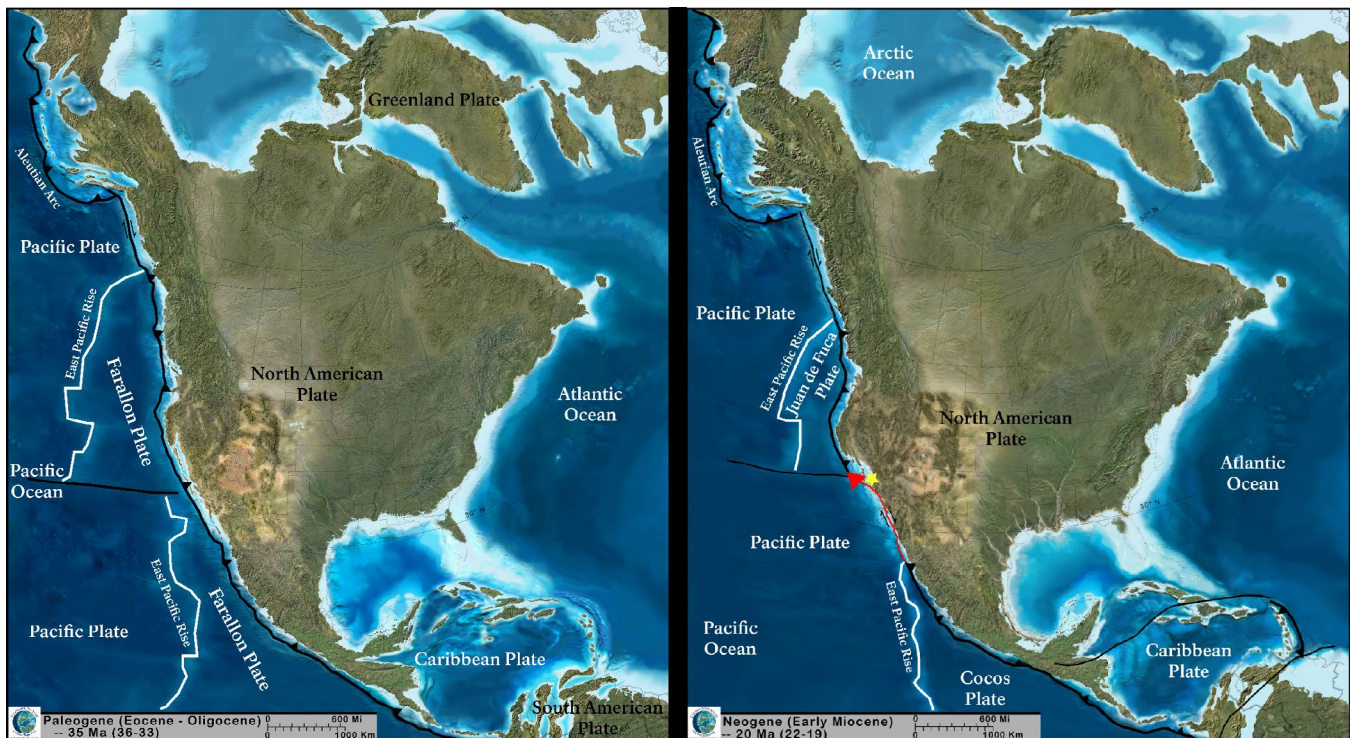 Greenland Plate
Aleutian Arc
Pacific Plate
East Pacific Rise
Farallon Plate
North American
Plate
Atlantic
Ocean
Pacific
Ocean
Pacific Plate
East Pacific Rise
Farallon Plate
Caribbean Plate
South American
Plate
30° N
Paleogene (Eocene - Oligocene)
-- 35 Ma (36-33)
600 Mi
1000 Km
Arctic
Ocean
Aleutian Arc
Pacific Plate
East Pacific Rise
Juan de Fuca
Plate
North American
Plate
Atlantic
Ocean
30° N
Pacific Plate
Pacific
Ocean
East Pacific Rise
Cocos
Plate
Caribbean
Plate
Neogene (Early Miocene)
-- 20 Ma (22-19)
600 Mi
1000 Km